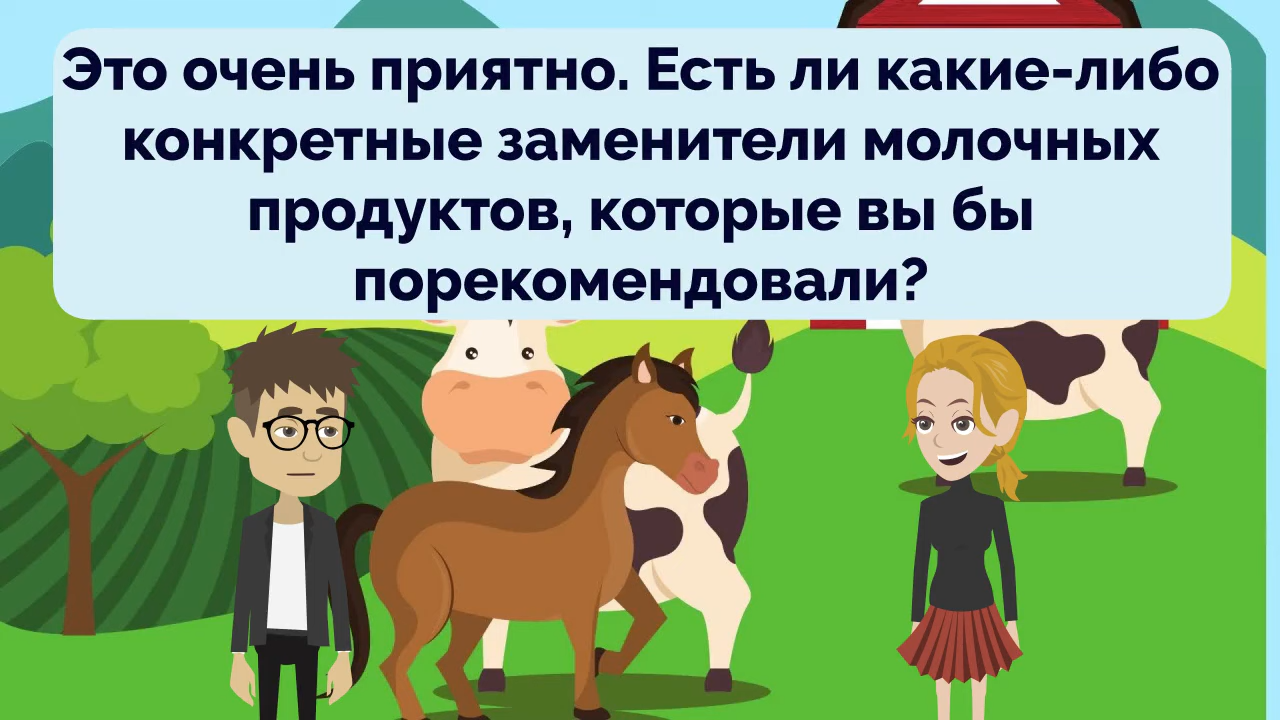 Это очень приятно. Есть ли какие-либо
конкретные заменители молочных
продуктов, которые вы бы
порекомендовали?